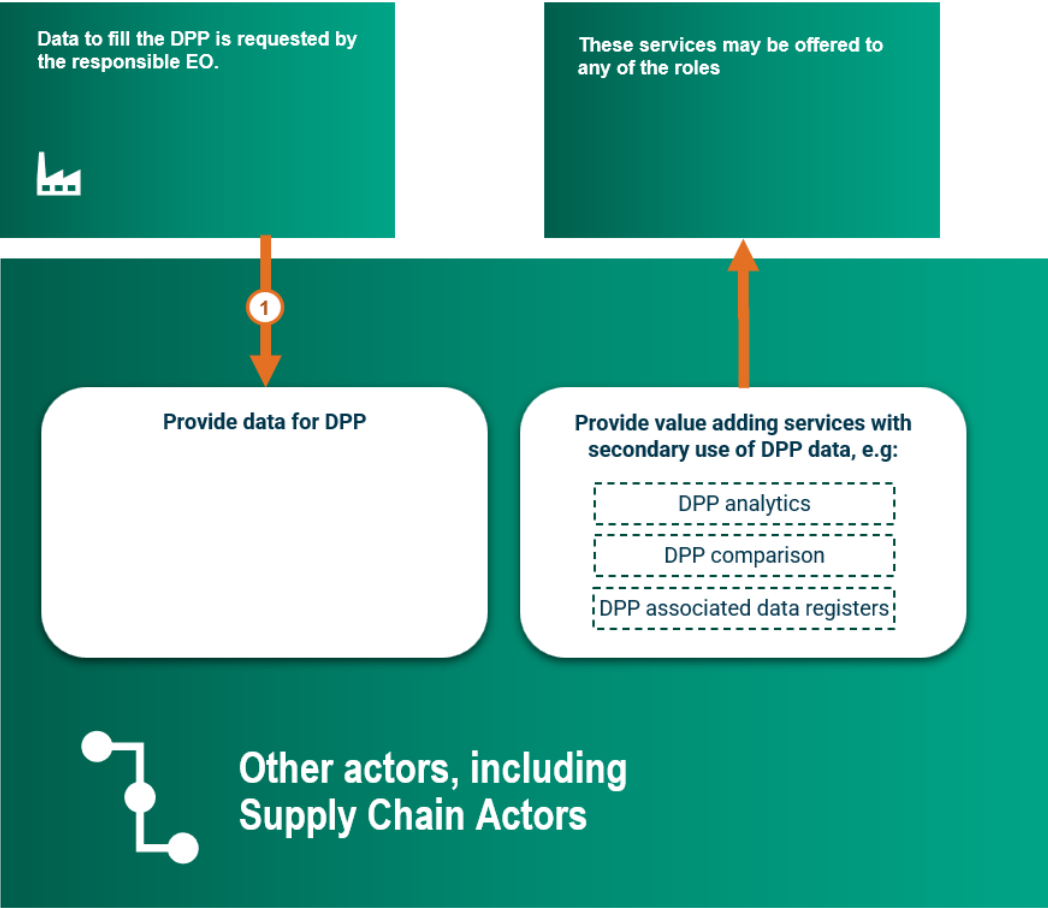 Data to fill the DPP is requested by
the responsible EO.
These services may be offered to
any of the roles
1
Provide data for DPP
Provide value adding services with
secondary use of DPP data, e.g:
DPP analytics
DPP comparison
DPP associated data registers
Other actors, including
Supply Chain Actors